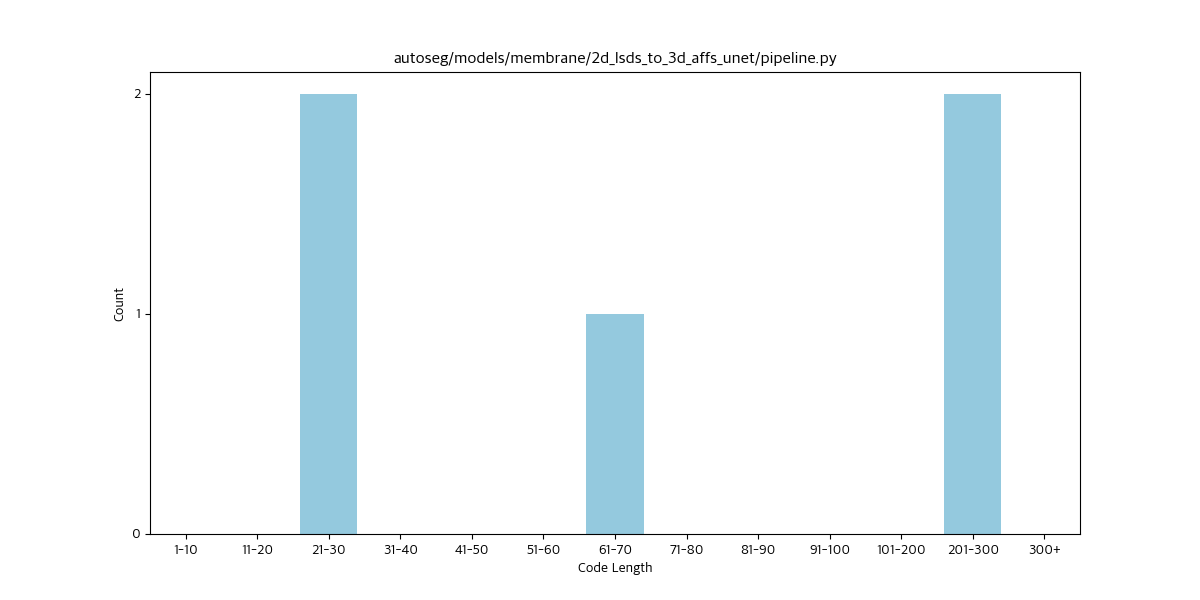 autoseg/models/membrane/2d_lsds_to_3d_affs_unet/pipeline.py
2
1
0
Count
1-10 11-20 21-30 31-40 41-50 51-60 61-70 71-80 81-90 91-100 101-200 201-300 300+
Code Length